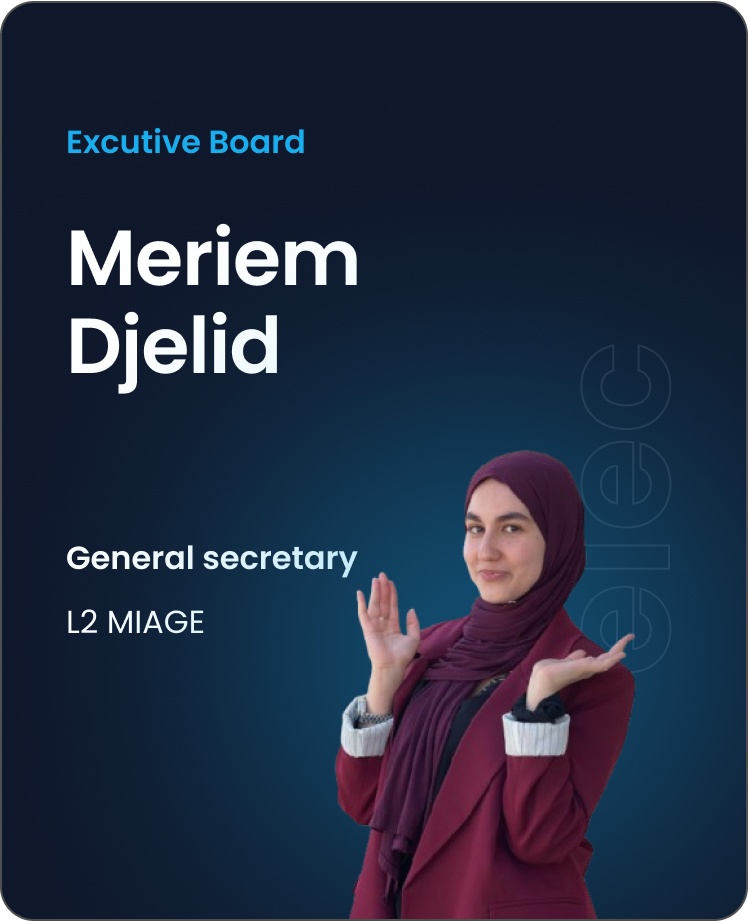 Excutive Board
Meriem
Djelid
General secretary
L2 MIAGE
elec